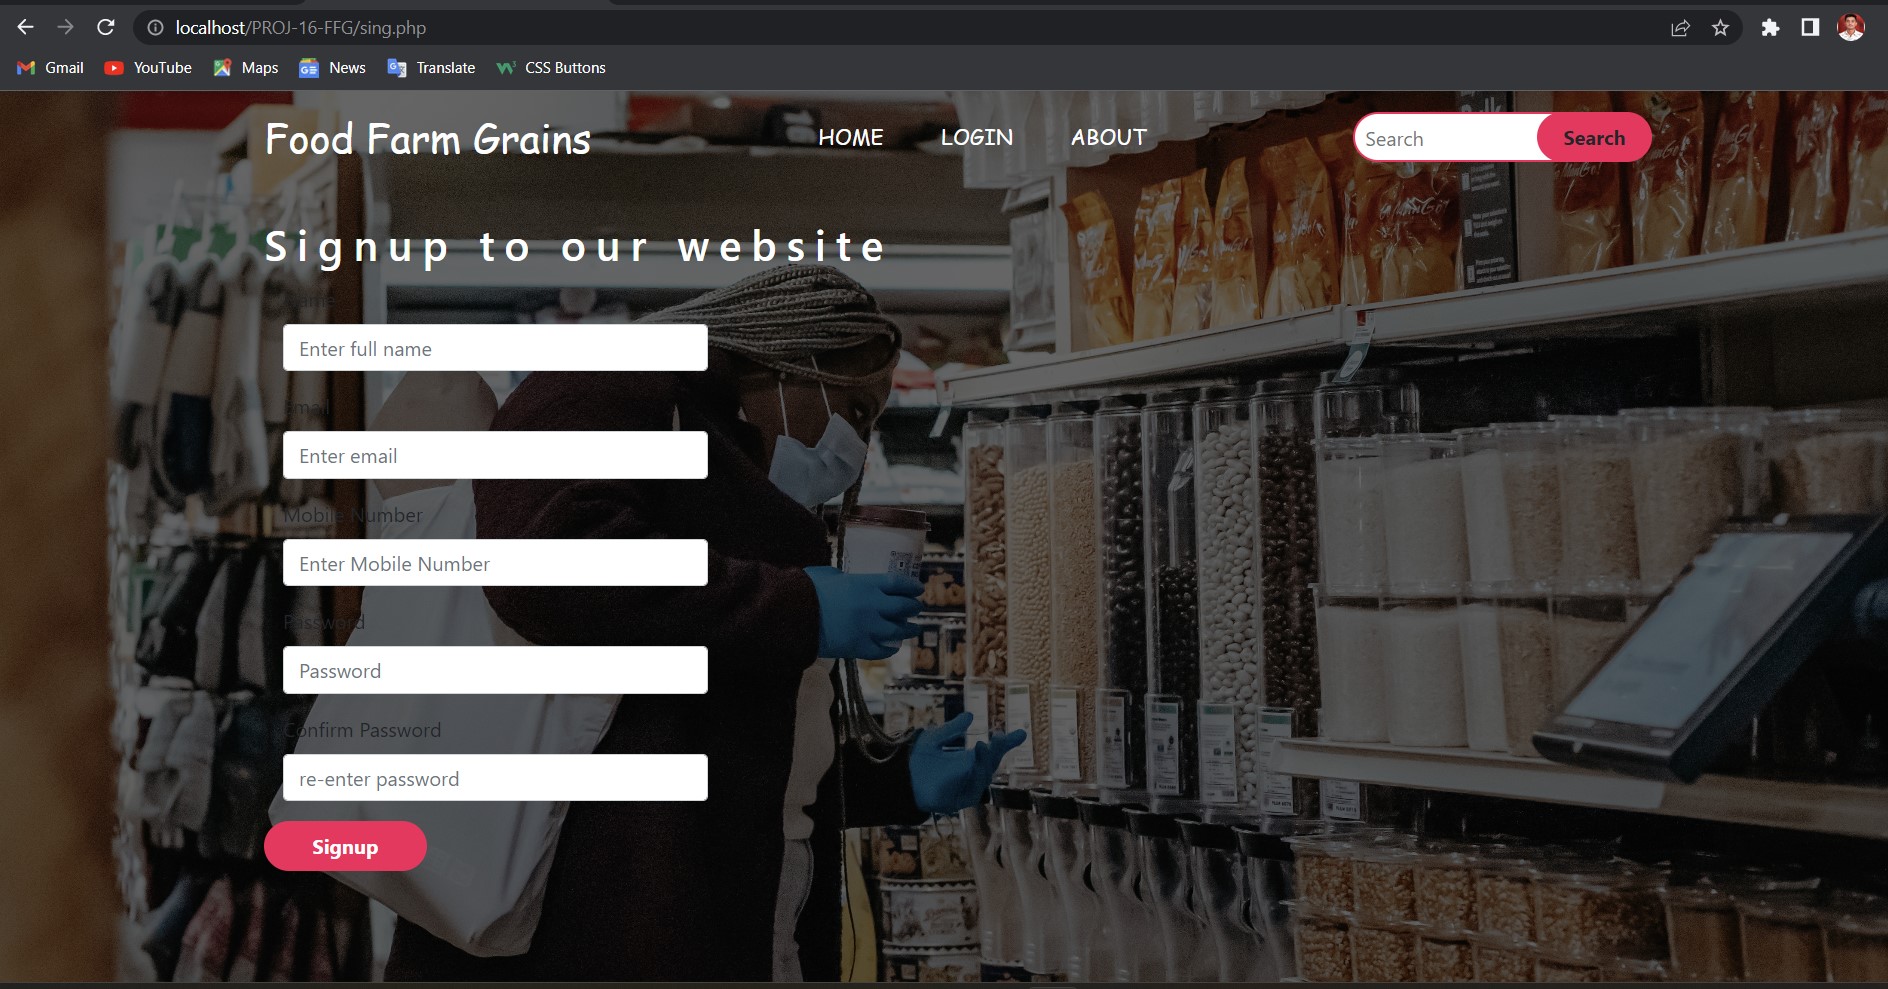 localhost/PROJ-16-FFG/sing.php
Gmail YouTube Maps News Translate CSS Buttons
Food Farm Grains HOME LOGIN ABOUT Search Search
Signup to our website
Name
Enter full name
Email
Enter email
Mobile Number
Enter Mobile Number
Password
Password
Confirm Password
re-enter password
Signup